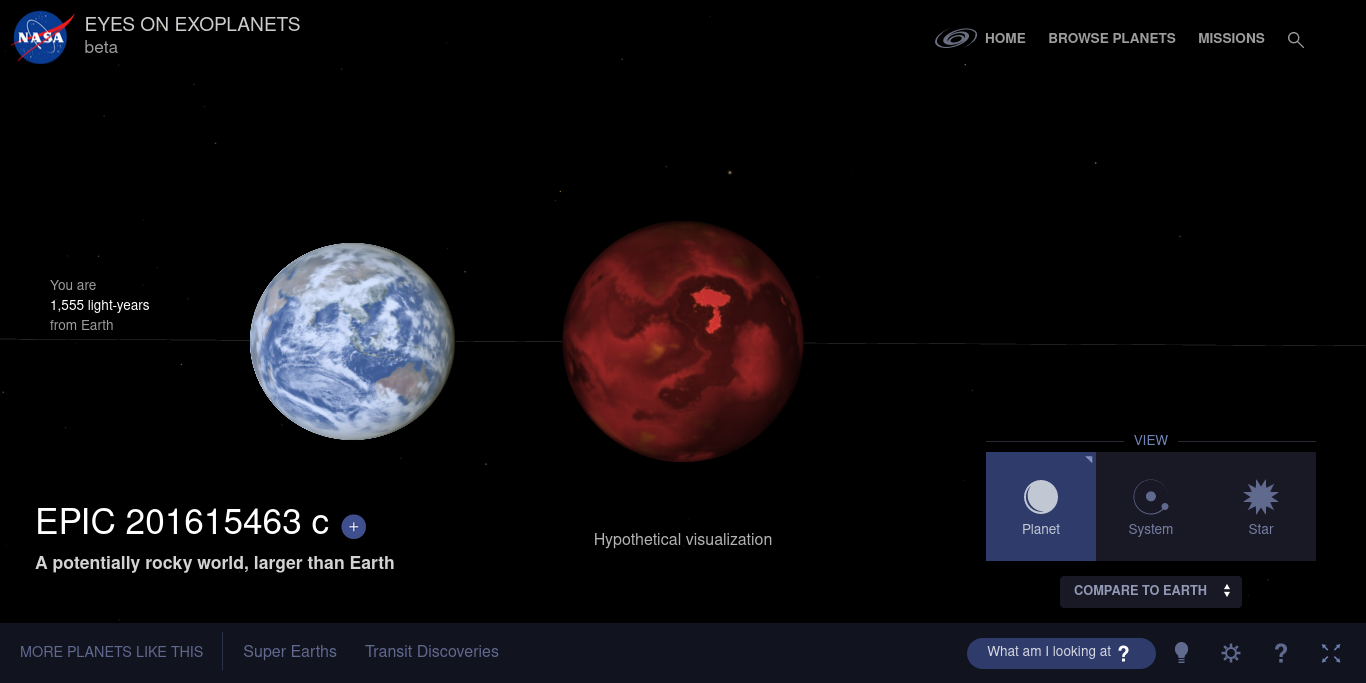 NASA
EYES ON EXOPLANETS
beta
HOME
BROWSE PLANETS
MISSIONS
You are
1,555 light-years
from Earth
EPIC 201615463 c +
A potentially rocky world, larger than Earth
Hypothetical visualization
VIEW
Planet
System
Star
COMPARE TO EARTH
MORE PLANETS LIKE THIS
Super Earths
Transit Discoveries
What am I looking at ?
?